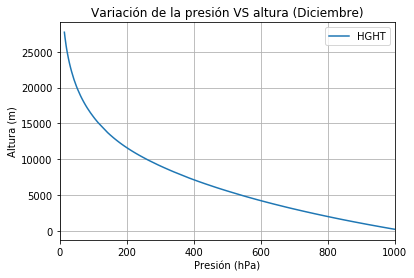 Variación de la presión VS altura (Diciembre)
HGHT
25000
20000
15000
10000
5000
0
Altura (m)
0 200 400 600 800 1000
Presión (hPa)